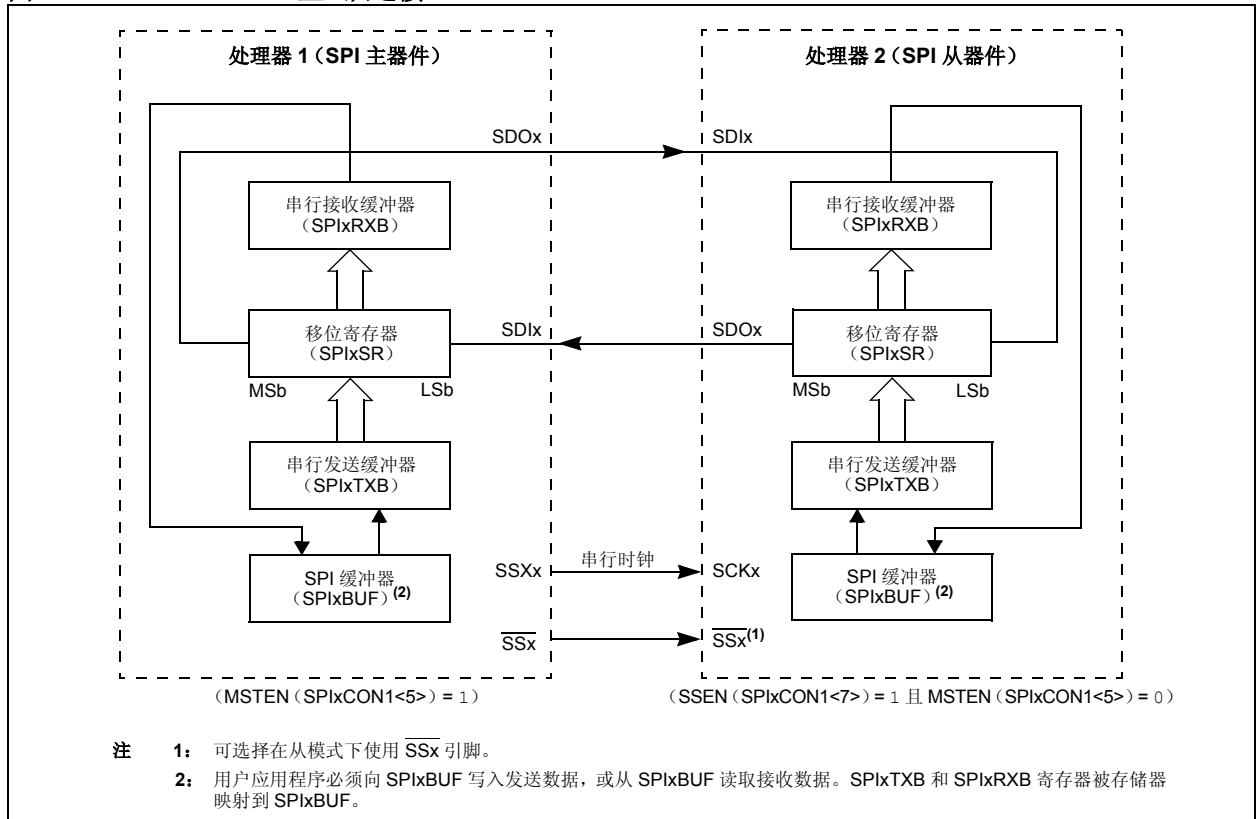 处理器 1（SPI 主器件）
处理器 2（SPI 从器件）
SDOx
SDIx
串行接收缓冲器
（SPIxRXB）
串行接收缓冲器
（SPIxRXB）
移位寄存器
（SPIxSR）
SDIx
SDOx
移位寄存器
（SPIxSR）
MSb
LSb
MSb
LSb
串行发送缓冲器
（SPIxTXB）
串行发送缓冲器
（SPIxTXB）
SPI 缓冲器
（SPIxBUF）(2)
SSXx
串行时钟
SCKx
SPI 缓冲器
（SPIxBUF）(2)
SSx
SSx(1)
（MSTEN（SPIxCON1<5>）= 1）
（SSEN（SPIxCON1<7>）= 1 且 MSTEN（SPIxCON1<5>）= 0）
注 1： 可选择在从模式下使用 SSx 引脚。
2： 用户应用程序必须向 SPIxBUF 写入发送数据，或从 SPIxBUF 读取接收数据。SPIxTXB 和 SPIxRXB 寄存器被存储器
映射到 SPIxBUF。